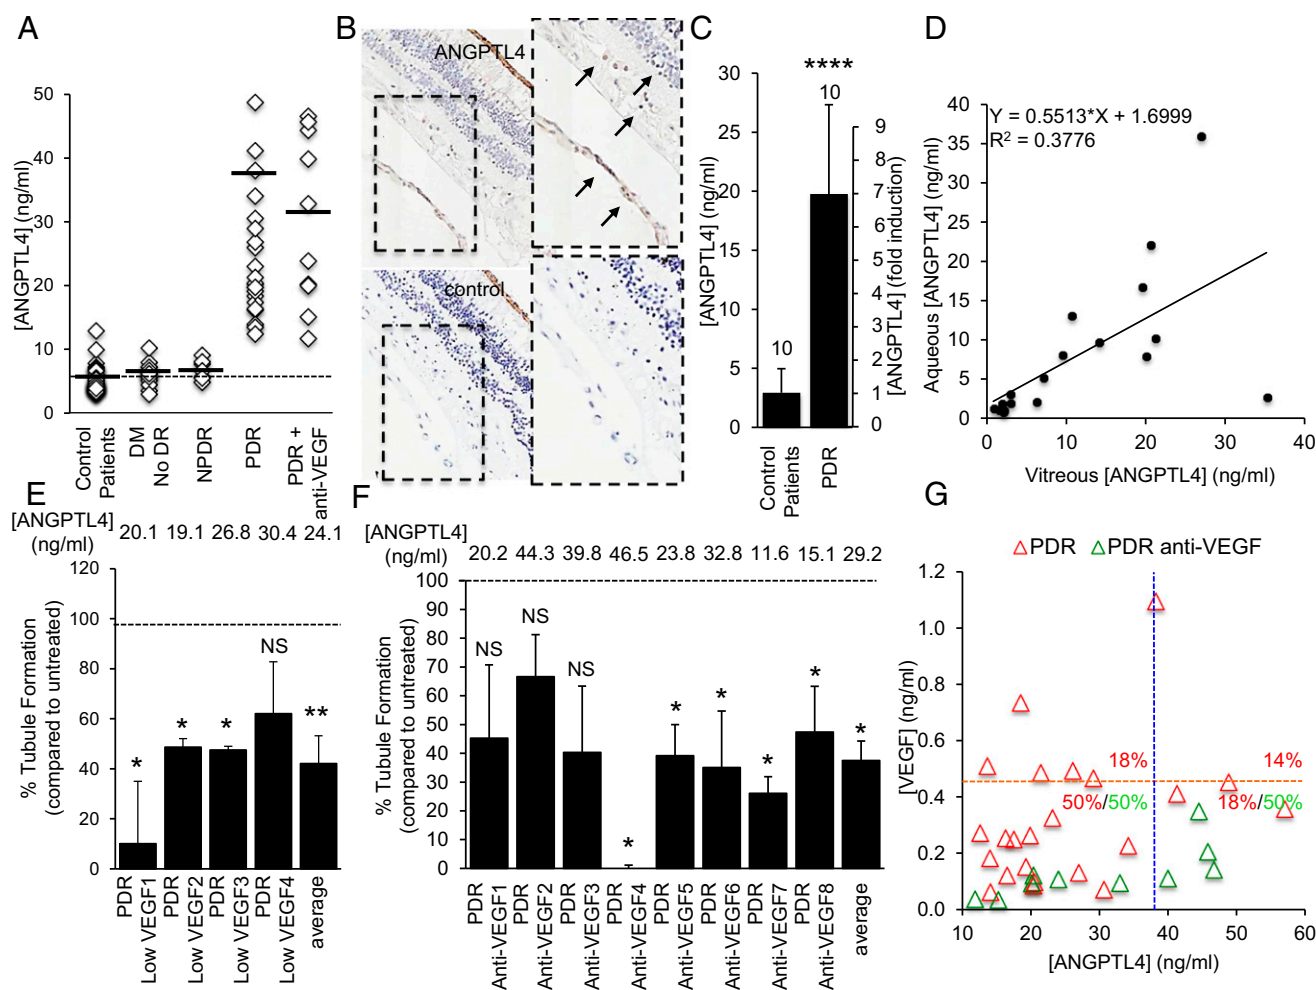 A
[ANGPTL4] (ng/ml)
50
40
30
20
10
0
Control
Patients
DM
No DR
NPDR
PDR
PDR +
anti-VEGF
B
ANGPTL4
control
C
****
10
10
[ANGPTL4] (ng/ml)
30
25
20
15
10
5
0
[ANGPTL4] (fold induction)
9
8
7
6
5
4
3
2
1
0
Control
Patients
PDR
D
Y = 0.5513*X + 1.6999
R² = 0.3776
Aqueous [ANGPTL4] (ng/ml)
40
35
30
25
20
15
10
5
0
0 10 20 30 40
Vitreous [ANGPTL4] (ng/ml)
E
[ANGPTL4]
(ng/ml)
20.1 19.1 26.8 30.4 24.1
% Tubule Formation
(compared to untreated)
120
100
80
60
40
20
0
* * * NS **
PDR
Low VEGF1
PDR
Low VEGF2
PDR
Low VEGF3
PDR
Low VEGF4
average
F
[ANGPTL4]
(ng/ml)
20.2 44.3 39.8 46.5 23.8 32.8 11.6 15.1 29.2
% Tubule Formation
(compared to untreated)
100
90
80
70
60
50
40
30
20
10
0
NS NS NS * * * * * *
PDR
Anti-VEGF1
PDR
Anti-VEGF2
PDR
Anti-VEGF3
PDR
Anti-VEGF4
PDR
Anti-VEGF5
PDR
Anti-VEGF6
PDR
Anti-VEGF7
PDR
Anti-VEGF8
average
G
PDR PDR anti-VEGF
[VEGF] (ng/ml)
1.2
1.0
0.8
0.6
0.4
0.2
0.0
18% 14%
50%/50% 18%/50%
10 20 30 40 50 60
[ANGPTL4] (ng/ml)